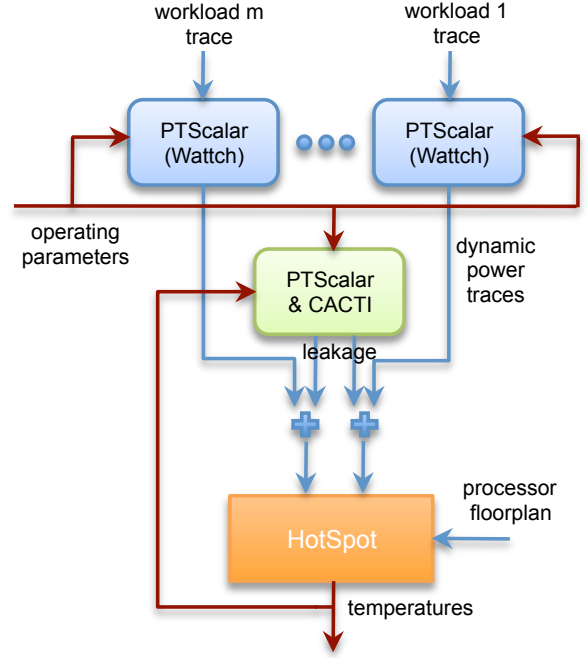 workload m
trace
workload 1
trace
PTScalar
(Wattch)
PTScalar
(Wattch)
operating
parameters
dynamic
power
traces
PTScalar
& CACTI
leakage
processor
floorplan
HotSpot
temperatures